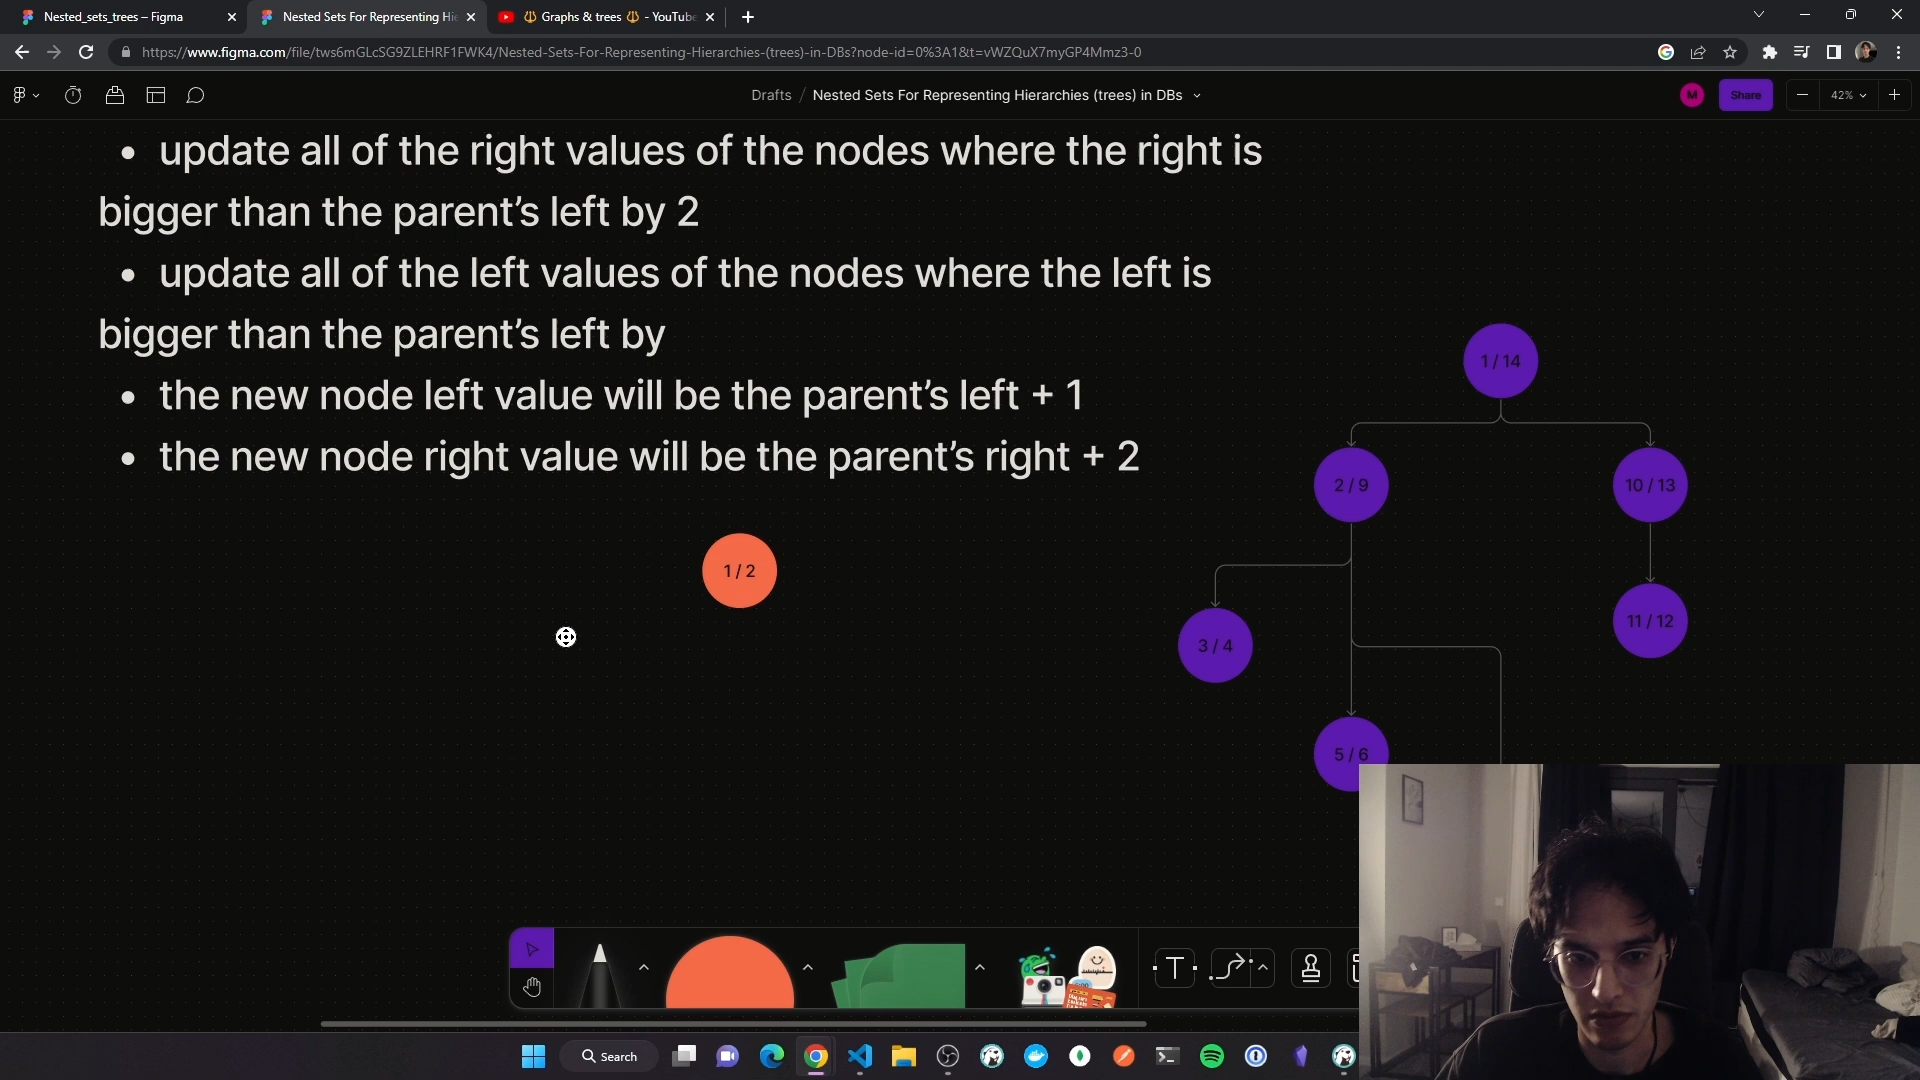 Nested_sets_trees – Figma
Nested Sets For Representing Hi
Graphs & trees - YouTube
https://www.figma.com/file/tws6mGLcSG9ZLEHRF1FWK4/Nested-Sets-For-Representing-Hierarchies-(trees)-in-DBs?node-id=0%3A1&t=vWZQuX7myGP4Mmz3-0
Drafts / Nested Sets For Representing Hierarchies (trees) in DBs
M
Share
42%
• update all of the right values of the nodes where the right is
bigger than the parent’s left by 2
• update all of the left values of the nodes where the left is
bigger than the parent’s left by
• the new node left value will be the parent’s left + 1
• the new node right value will be the parent’s right + 2
1 / 14
2 / 9
10 / 13
1 / 2
11 / 12
3 / 4
5 / 6
T
Search